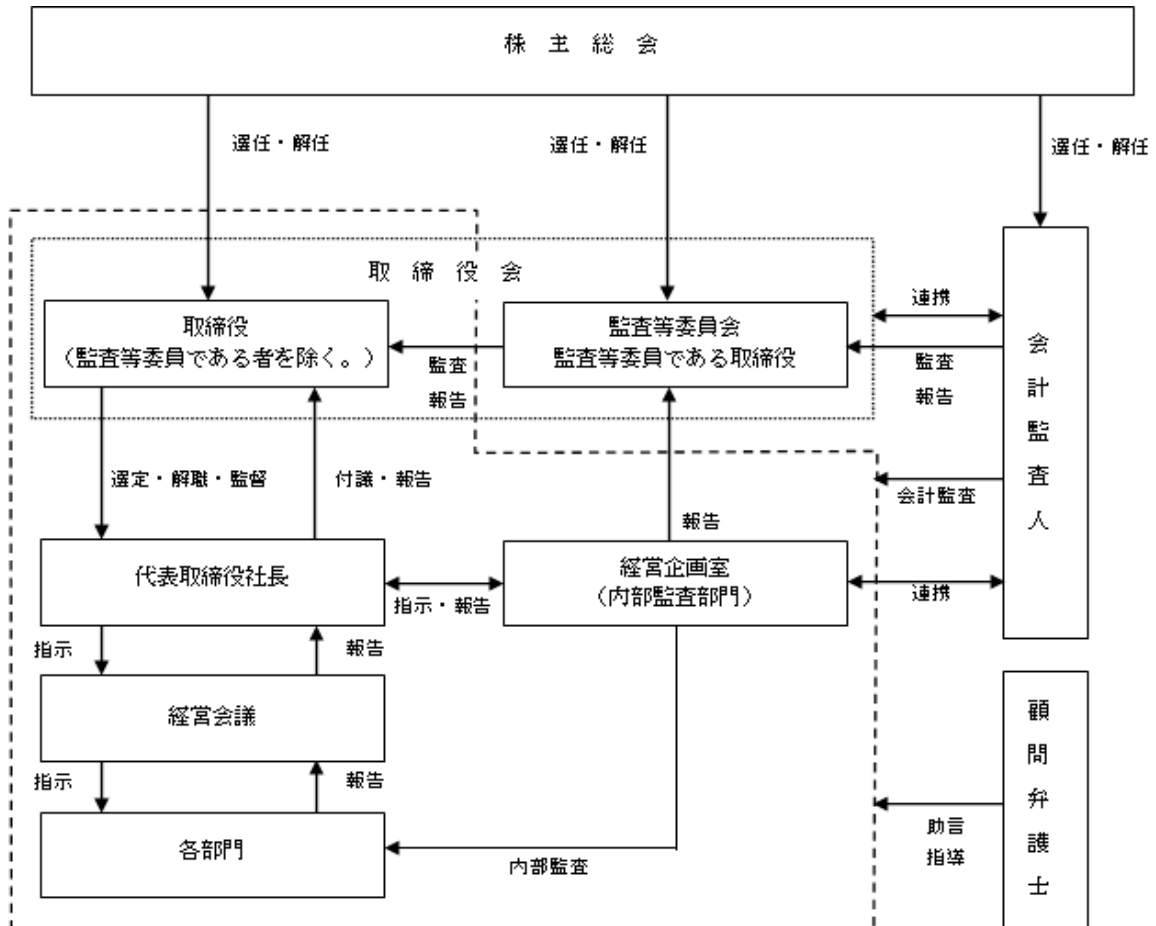 株主総会
選任・解任
選任・解任
選任・解任
取締役会
取締役
（監査等委員である者を除く。）
監査等委員会
監査等委員である取締役
監査
報告
連携
監査
報告
会計監査人
選定・解職・監督
付議・報告
会計監査
報告
代表取締役社長
指示・報告
経営企画室
（内部監査部門）
連携
指示
報告
経営会議
指示
報告
各部門
内部監査
助言
指導
顧問弁護士